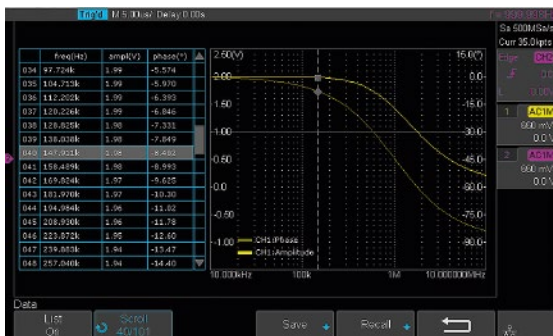 Trig'd M 5.00us/ Delay:0.00s
Sa 500MSa/s
Curr 35.0kpts
Edge CH2
0.00V
freq(Hz) ampl(V) phase(°)
034 97.724k 1.99 -5.574
035 104.713k 1.99 -5.970
036 112.202k 1.99 -6.393
037 120.226k 1.99 -6.846
038 128.825k 1.98 -7.331
039 138.038k 1.98 -7.849
040 147.911k 1.98 -8.402
041 158.489k 1.98 -8.993
042 169.824k 1.97 -9.625
043 181.970k 1.97 -10.30
044 194.984k 1.96 -11.02
045 208.930k 1.96 -11.78
046 223.872k 1.95 -12.60
047 239.883k 1.94 -13.47
048 257.040k 1.94 -14.40
2.50(V) 15.0(°)
2.00 0.0
1.50 -15.0
1.00 -30.0
-45.0
0.0 -60.0
-0.50 -75.0
-1.00 -90.0
CH1:Phase
CH1:Amplitude
10.000kHz 100k 1M 10.000000MHz
1 AC1M
660 mV
0.0 V
2 AC1M
660 mV
0.0 V
Data
List
On
Scroll
40/101
Save
Recall